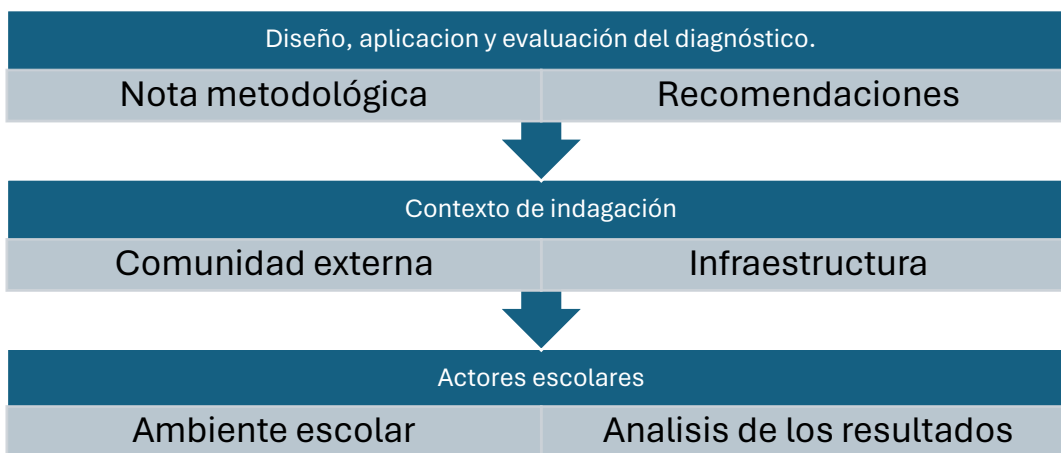 Diseño, aplicacion y evaluación del diagnóstico.
Nota metodológica
Recomendaciones
Contexto de indagación
Comunidad externa
Infraestructura
Actores escolares
Ambiente escolar
Analisis de los resultados